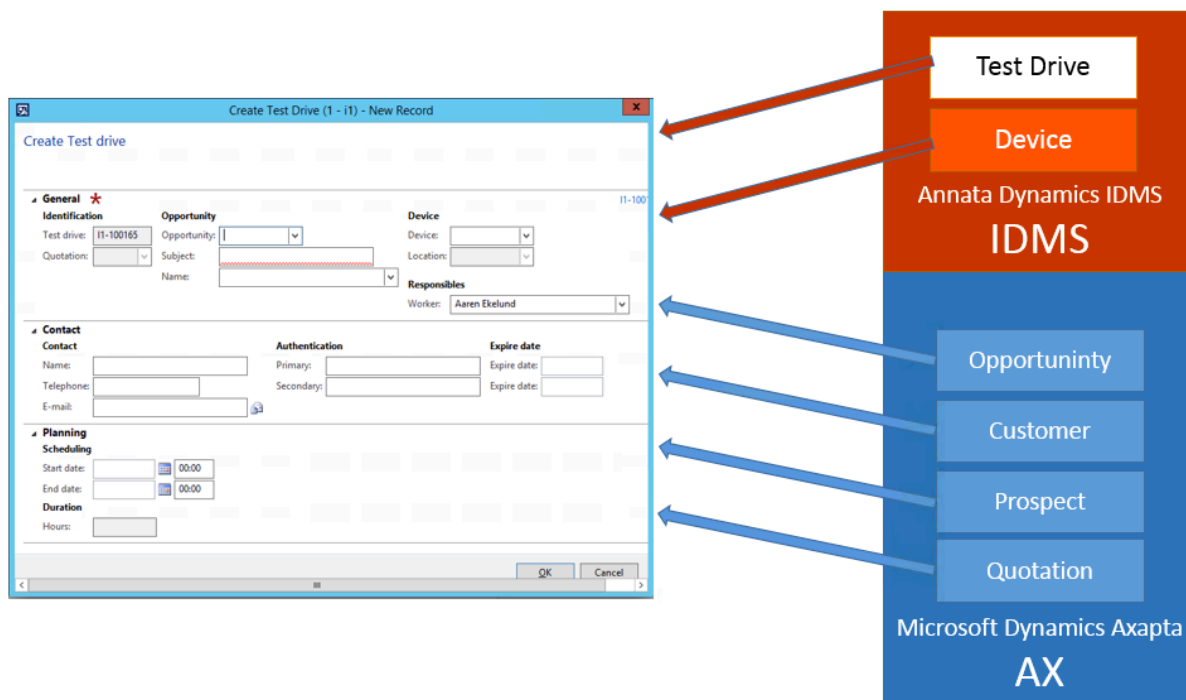 Create Test Drive (1 - i1) - New Record
x
Create Test drive
General *
I1-100
Identification Opportunity Device
Test drive: I1-100165 Opportunity: Device:
Quotation: Subject: Location:
Name: Responsibles
Worker: Aaren Ekelund
Contact
Contact Authentication Expire date
Name: Primary: Expire date:
Telephone: Secondary: Expire date:
E-mail:
Planning
Scheduling
Start date: 00:00
End date: 00:00
Duration
Hours:
OK Cancel
Test Drive
Device
Annata Dynamics IDMS
IDMS
Opportuninty
Customer
Prospect
Quotation
Microsoft Dynamics Axapta
AX